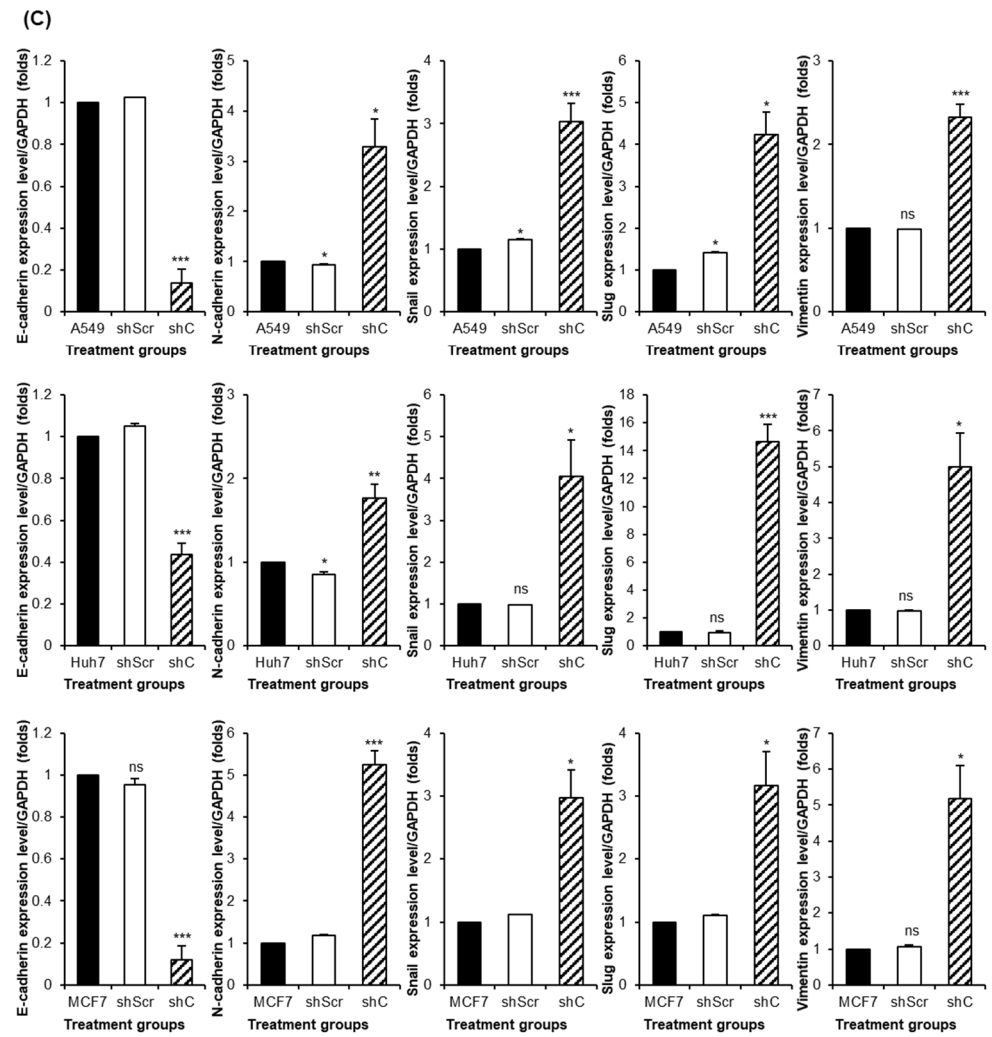 (C)
E-cadherin expression level/GAPDH (folds)
1.2
1
0.8
0.6
0.4
0.2
0
***
A549 shScr shC
Treatment groups
N-cadherin expression level/GAPDH (folds)
5
4
3
2
1
0
*
*
A549 shScr shC
Treatment groups
Snail expression level/GAPDH (folds)
4
3
2
1
0
*
***
A549 shScr shC
Treatment groups
Slug expression level/GAPDH (folds)
6
5
4
3
2
1
0
*
*
A549 shScr shC
Treatment groups
Vimentin expression level/GAPDH (folds)
3
2
1
0
ns
***
A549 shScr shC
Treatment groups
E-cadherin expression level/GAPDH (folds)
1.2
1
0.8
0.6
0.4
0.2
0
***
Huh7 shScr shC
Treatment groups
N-cadherin expression level/GAPDH (folds)
3
2
1
0
*
**
Huh7 shScr shC
Treatment groups
Snail expression level/GAPDH (folds)
6
5
4
3
2
1
0
ns
*
Huh7 shScr shC
Treatment groups
Slug expression level/GAPDH (folds)
18
16
14
12
10
8
6
4
2
0
ns
***
Huh7 shScr shC
Treatment groups
Vimentin expression level/GAPDH (folds)
7
6
5
4
3
2
1
0
ns
*
Huh7 shScr shC
Treatment groups
E-cadherin expression level/GAPDH (folds)
1.2
1
0.8
0.6
0.4
0.2
0
ns
***
MCF7 shScr shC
Treatment groups
N-cadherin expression level/GAPDH (folds)
6
5
4
3
2
1
0
***
MCF7 shScr shC
Treatment groups
Snail expression level/GAPDH (folds)
4
3
2
1
0
*
MCF7 shScr shC
Treatment groups
Slug expression level/GAPDH (folds)
4
3
2
1
0
*
MCF7 shScr shC
Treatment groups
Vimentin expression level/GAPDH (folds)
7
6
5
4
3
2
1
0
ns
*
MCF7 shScr shC
Treatment groups